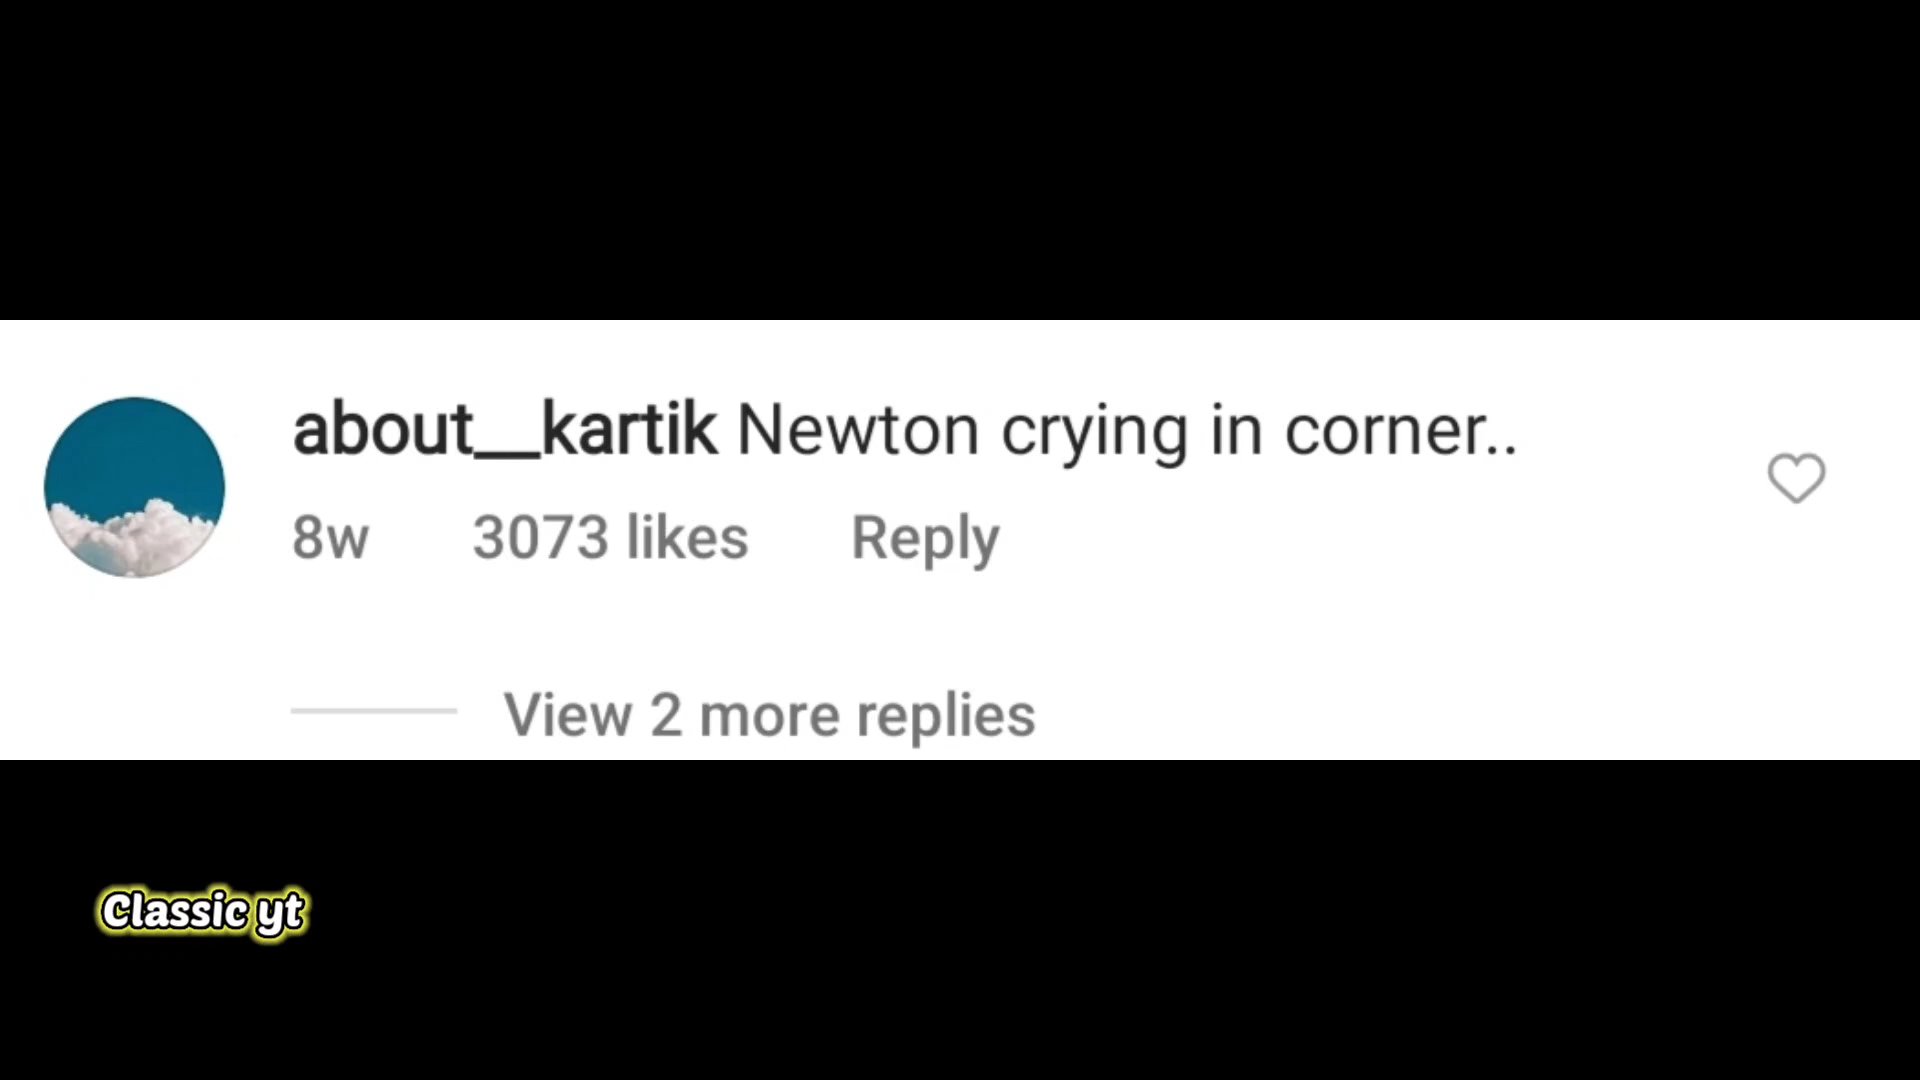 about__kartik Newton crying in corner..
8w 3073 likes Reply
View 2 more replies
Classic yt